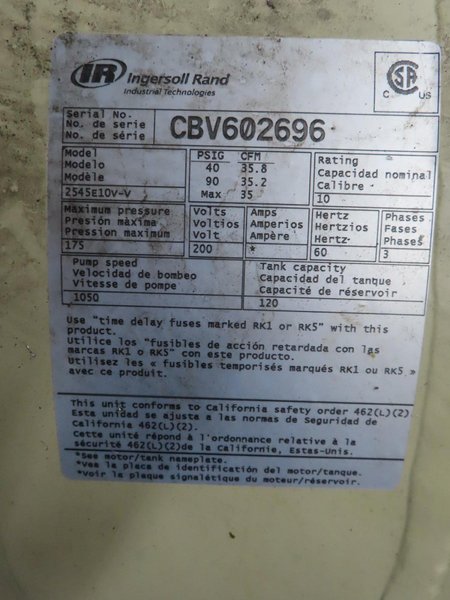 IR Ingersoll Rand
Industrial Technologies
CSA
C US
Serial No.
No. de serie
No. de série
CBV602696
Model
Modelo
Modèle
2545E10V-V
PSIG CFM
40 35.8
90 35.2
Max 35
Rating
Capacidad nominal
Calibre
10
Maximum pressure
Presión máxime
Pression maximum
175
Volts
Voltios
Volt
200
Amps
Amperios
Ampère
*
Hertz
Hertzios
Hertz
60
Phases
Fases
Phases
3
Pump speed
Velocidad de bombeo
Vitesse de pompe
1050
Tank capacity
Capacidad del tanque
Capacité de réservoir
120
Use "time delay fuses marked RK1 or RK5" with this
product.
Utilice los "fusibles de acción retardada con las
marcas RK1 o RK5" con este producto.
Utilisez les « fusibles temporisés marqués RK1 ou RK5 »
avec ce produit.
This unit conforms to California safety order 462(L)(2).
Esta unidad se ajusta a las normas de Seguridad de
California 462(L)(2).
Cette unité répond à l'ordonnance relative à la
sécurité 462(L)(2)de la Californie, Estas-Unis.
*See motor/tank nameplate.
*Vea la placa de identificación del motor/tanque.
*Voir la plaque signalétique du moteur/réservoir.